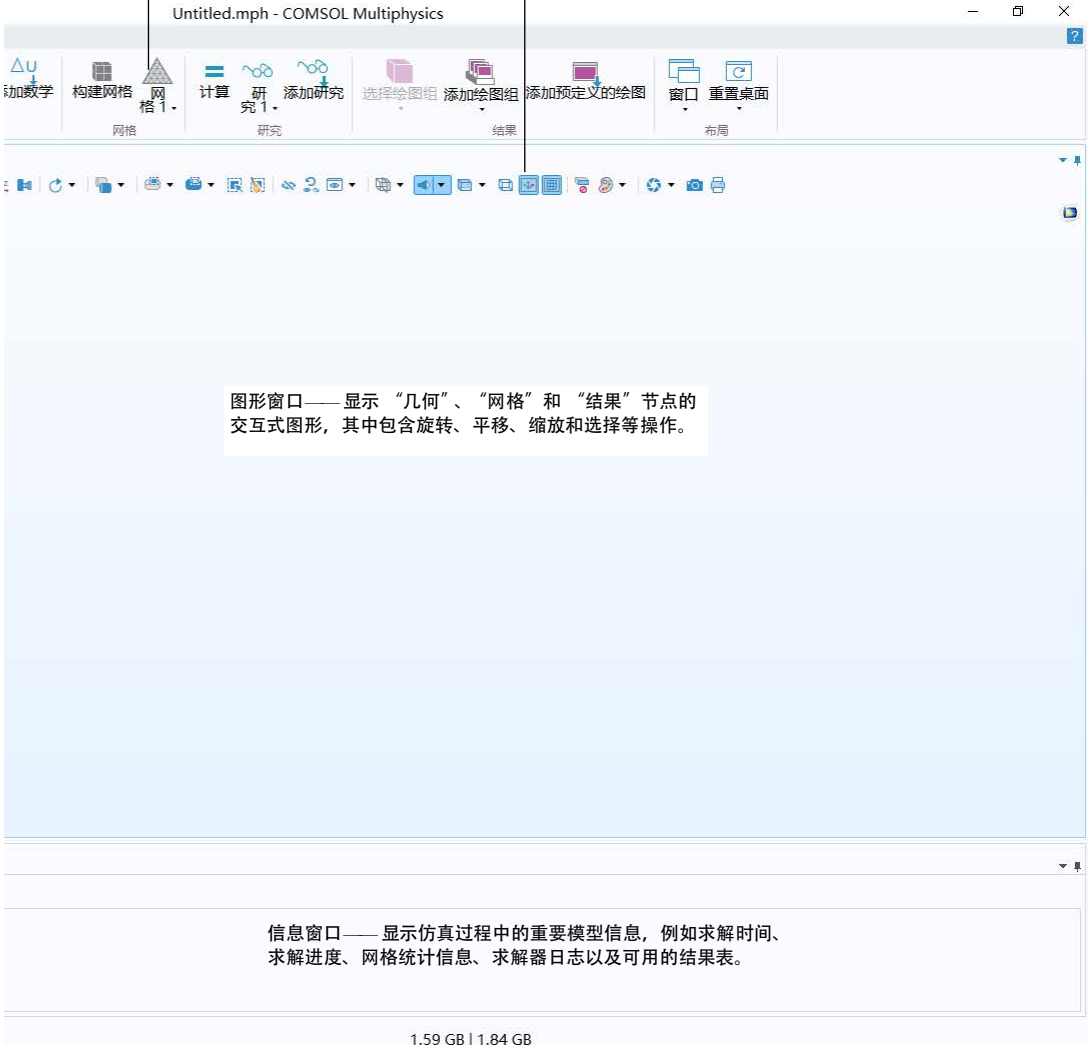 Untitled.mph - COMSOL Multiphysics
?
ΔU
添加数学 构建网格 网格 1 计算 研究 1 添加研究 选择绘图组 添加绘图组 添加预定义的绘图 窗口 重置桌面
网格 研究 结果 布局
图形窗口——显示“几何”、“网格”和“结果”节点的
交互式图形，其中包含旋转、平移、缩放和选择等操作。
信息窗口——显示仿真过程中的重要模型信息，例如求解时间、
求解进度、网格统计信息、求解器日志以及可用的结果表。
1.59 GB | 1.84 GB